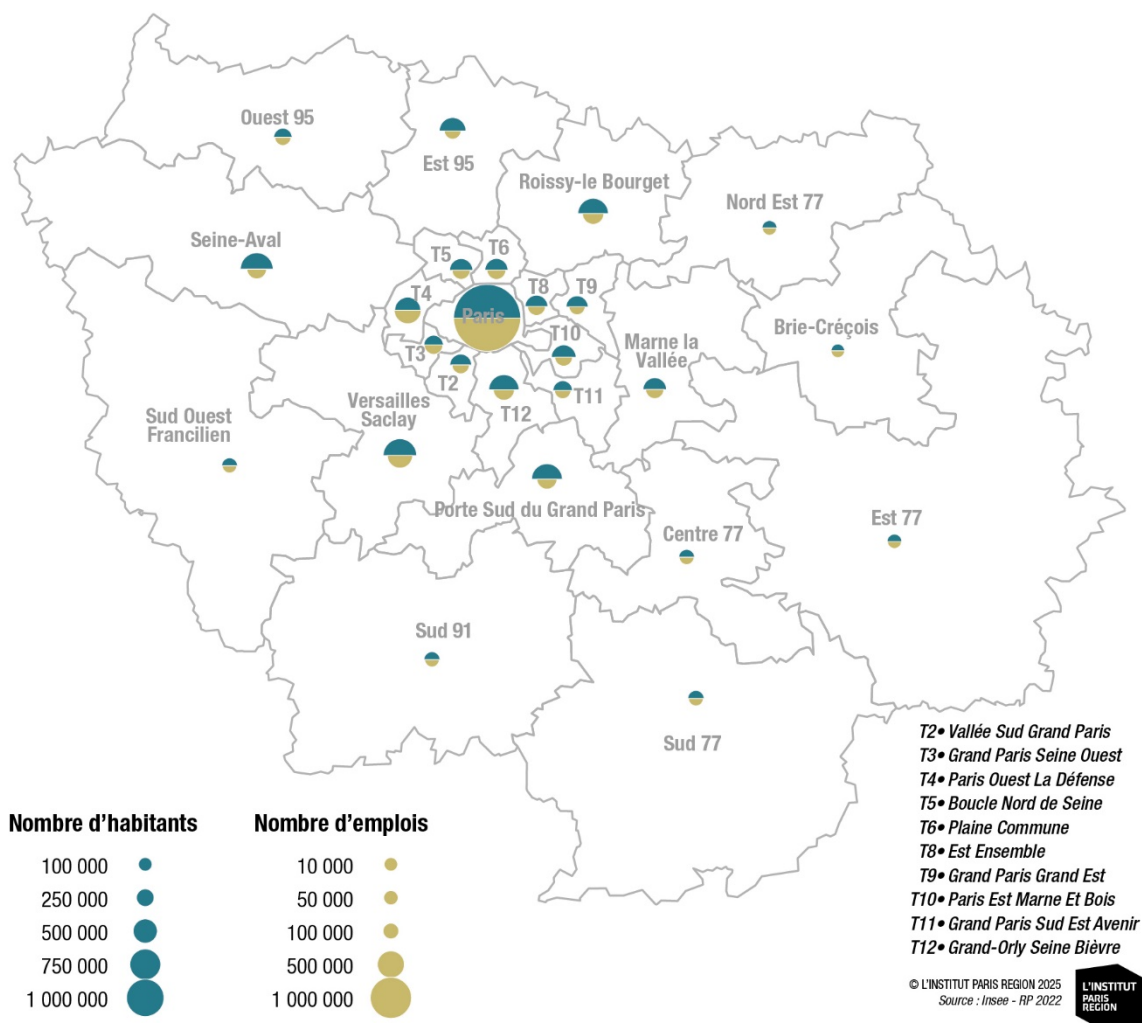 Ouest 95
Est 95
Roissy-le Bourget
Nord Est 77
Seine-Aval
T5
T6
T4
T8
T9
Paris
Brie-Créçois
T3
T10
Marne la
Vallée
T2
T11
T12
Versailles
Saclay
Sud Ouest
Francilien
Porte Sud du Grand Paris
Centre 77
Est 77
Sud 91
Sud 77
Nombre d’habitants
100 000
250 000
500 000
750 000
1 000 000
Nombre d’emplois
10 000
50 000
100 000
500 000
1 000 000
T2• Vallée Sud Grand Paris
T3• Grand Paris Seine Ouest
T4• Paris Ouest La Défense
T5• Boucle Nord de Seine
T6• Plaine Commune
T8• Est Ensemble
T9• Grand Paris Grand Est
T10• Paris Est Marne Et Bois
T11• Grand Paris Sud Est Avenir
T12• Grand-Orly Seine Bièvre
© L’INSTITUT PARIS REGION 2025
Source : Insee - RP 2022
L’INSTITUT
PARIS
REGION